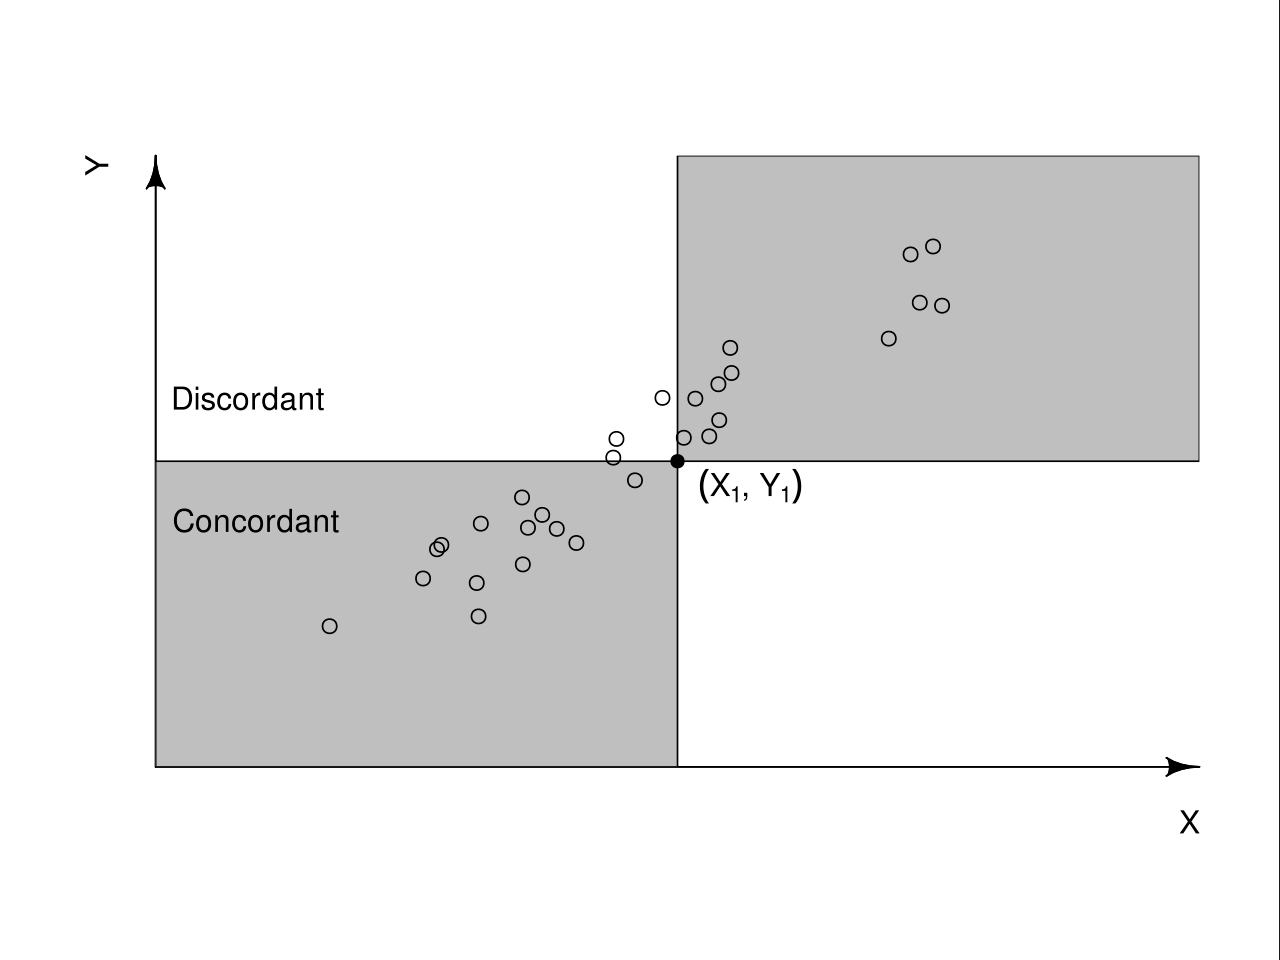 Y
Discordant
(X₁, Y₁)
Concordant
X